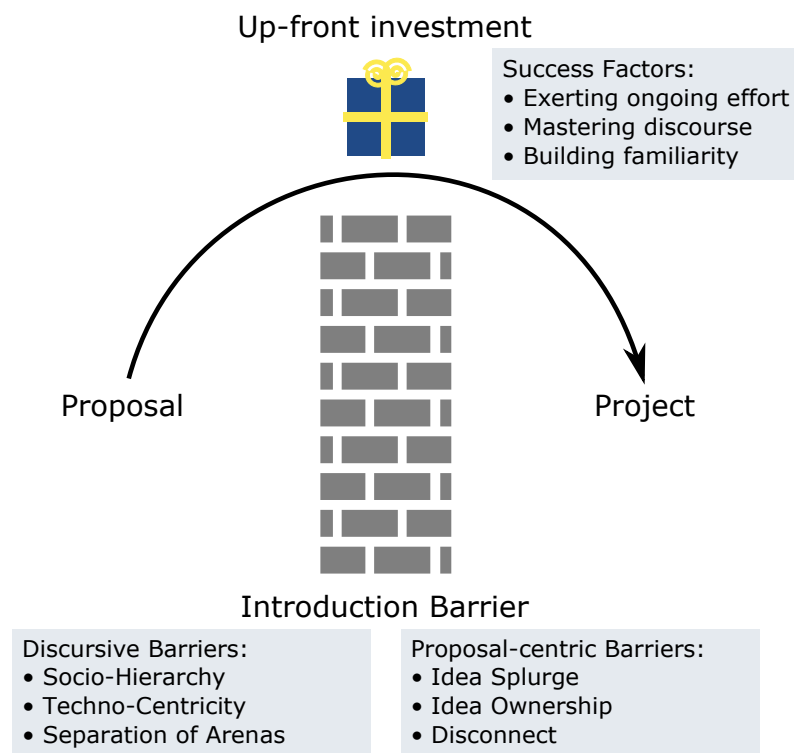 Up-front investment
Success Factors:
• Exerting ongoing effort
• Mastering discourse
• Building familiarity
Proposal
Project
Introduction Barrier
Discursive Barriers:
• Socio-Hierarchy
• Techno-Centricity
• Separation of Arenas
Proposal-centric Barriers:
• Idea Splurge
• Idea Ownership
• Disconnect